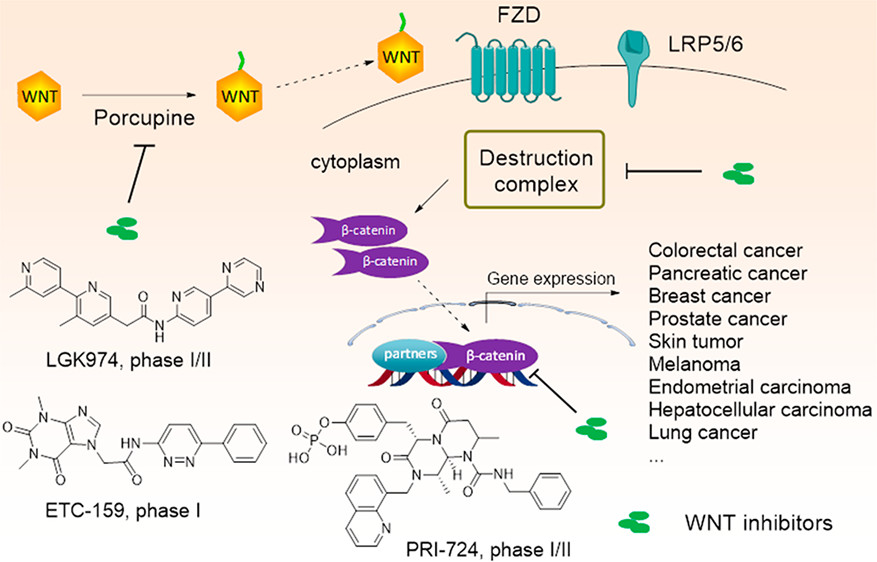 FZD
LRP5/6
WNT
WNT
WNT
Porcupine
cytoplasm
Destruction
complex
β-catenin
β-catenin
Gene expression
partners
β-catenin
Colorectal cancer
Pancreatic cancer
Breast cancer
Prostate cancer
Skin tumor
Melanoma
Endometrial carcinoma
Hepatocellular carcinoma
Lung cancer
...
N
N
O
N
H
N
N
N
LGK974, phase I/II
O
N
N
O
N
N
O
HN
N
N
ETC-159, phase I
O
P
O
HO
OH
O
N
O
N
H
N
O
NH
N
PRI-724, phase I/II
WNT inhibitors